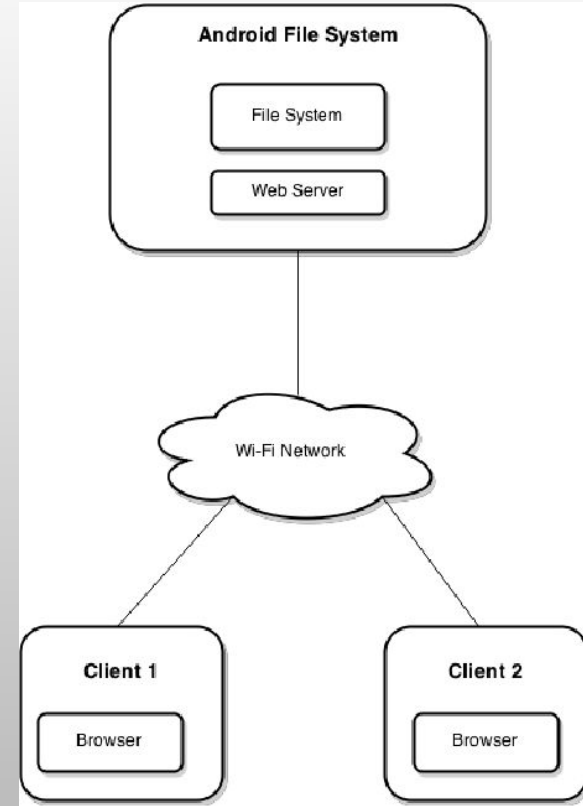 Android File System
File System
Web Server
Wi-Fi Network
Client 1
Client 2
Browser
Browser